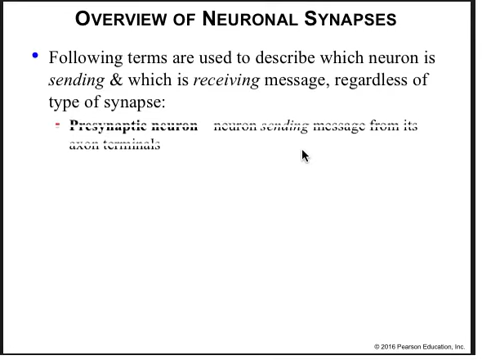 OVERVIEW OF NEURONAL SYNAPSES
• Following terms are used to describe which neuron is
sending & which is receiving message, regardless of
type of synapse:
Presynaptic neuron neuron sending message from its
axon terminals
© 2016 Pearson Education, Inc.